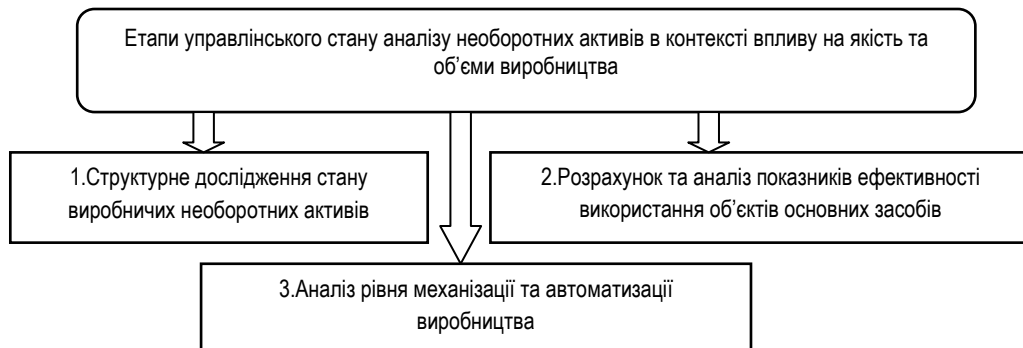 Етапи управлінського стану аналізу необоротних активів в контексті впливу на якість та
об’єми виробництва
1.Структурне дослідження стану
виробничих необоротних активів
2.Розрахунок та аналіз показників ефективності
використання об’єктів основних засобів
3.Аналіз рівня механізації та автоматизації
виробництва